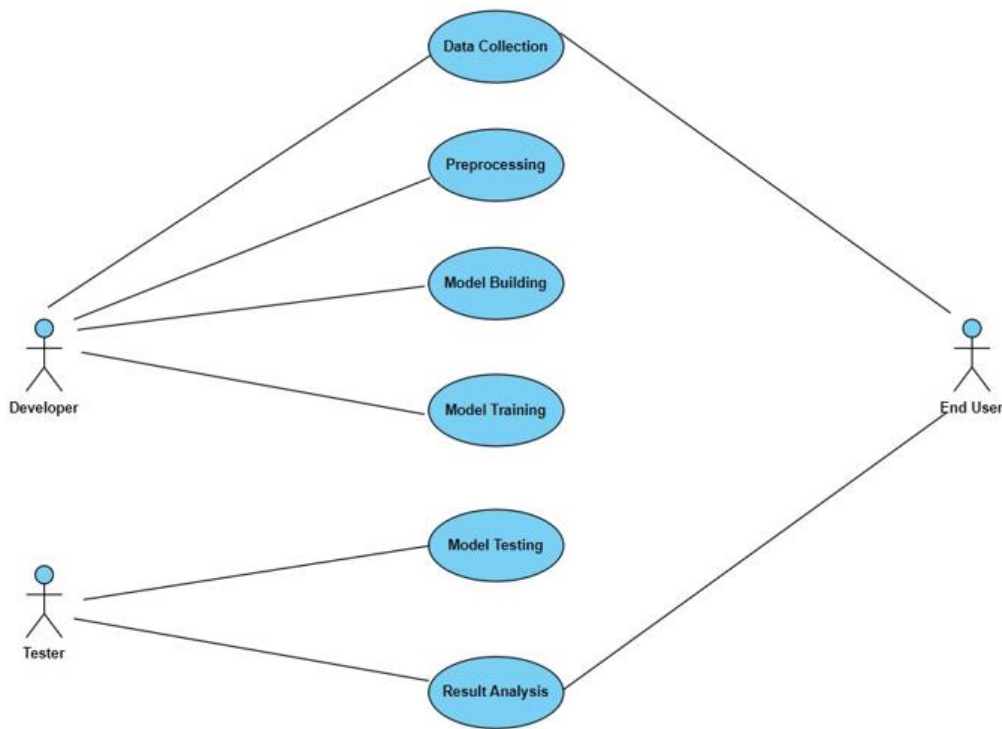 Data Collection
Preprocessing
Model Building
Developer
Model Training
End User
Model Testing
Tester
Result Analysis